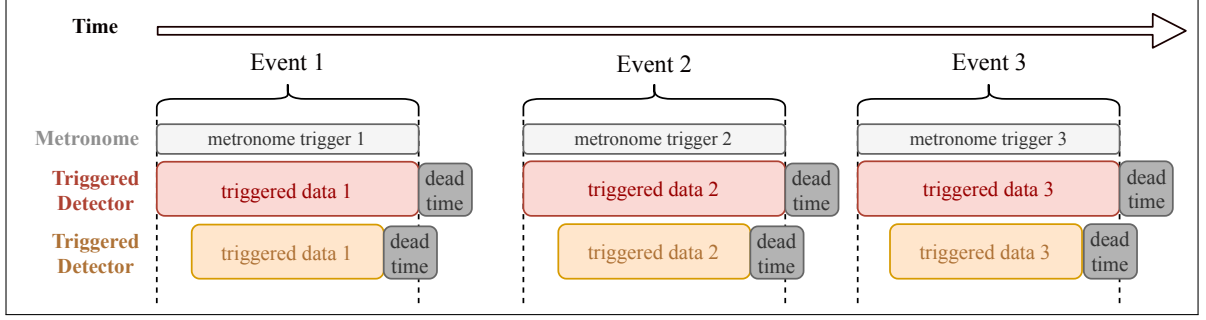 Time
Event 1
Event 2
Event 3
Metronome
metronome trigger 1
metronome trigger 2
metronome trigger 3
Triggered
Detector
triggered data 1
dead
time
triggered data 2
dead
time
triggered data 3
dead
time
Triggered
Detector
triggered data 1
dead
time
triggered data 2
dead
time
triggered data 3
dead
time